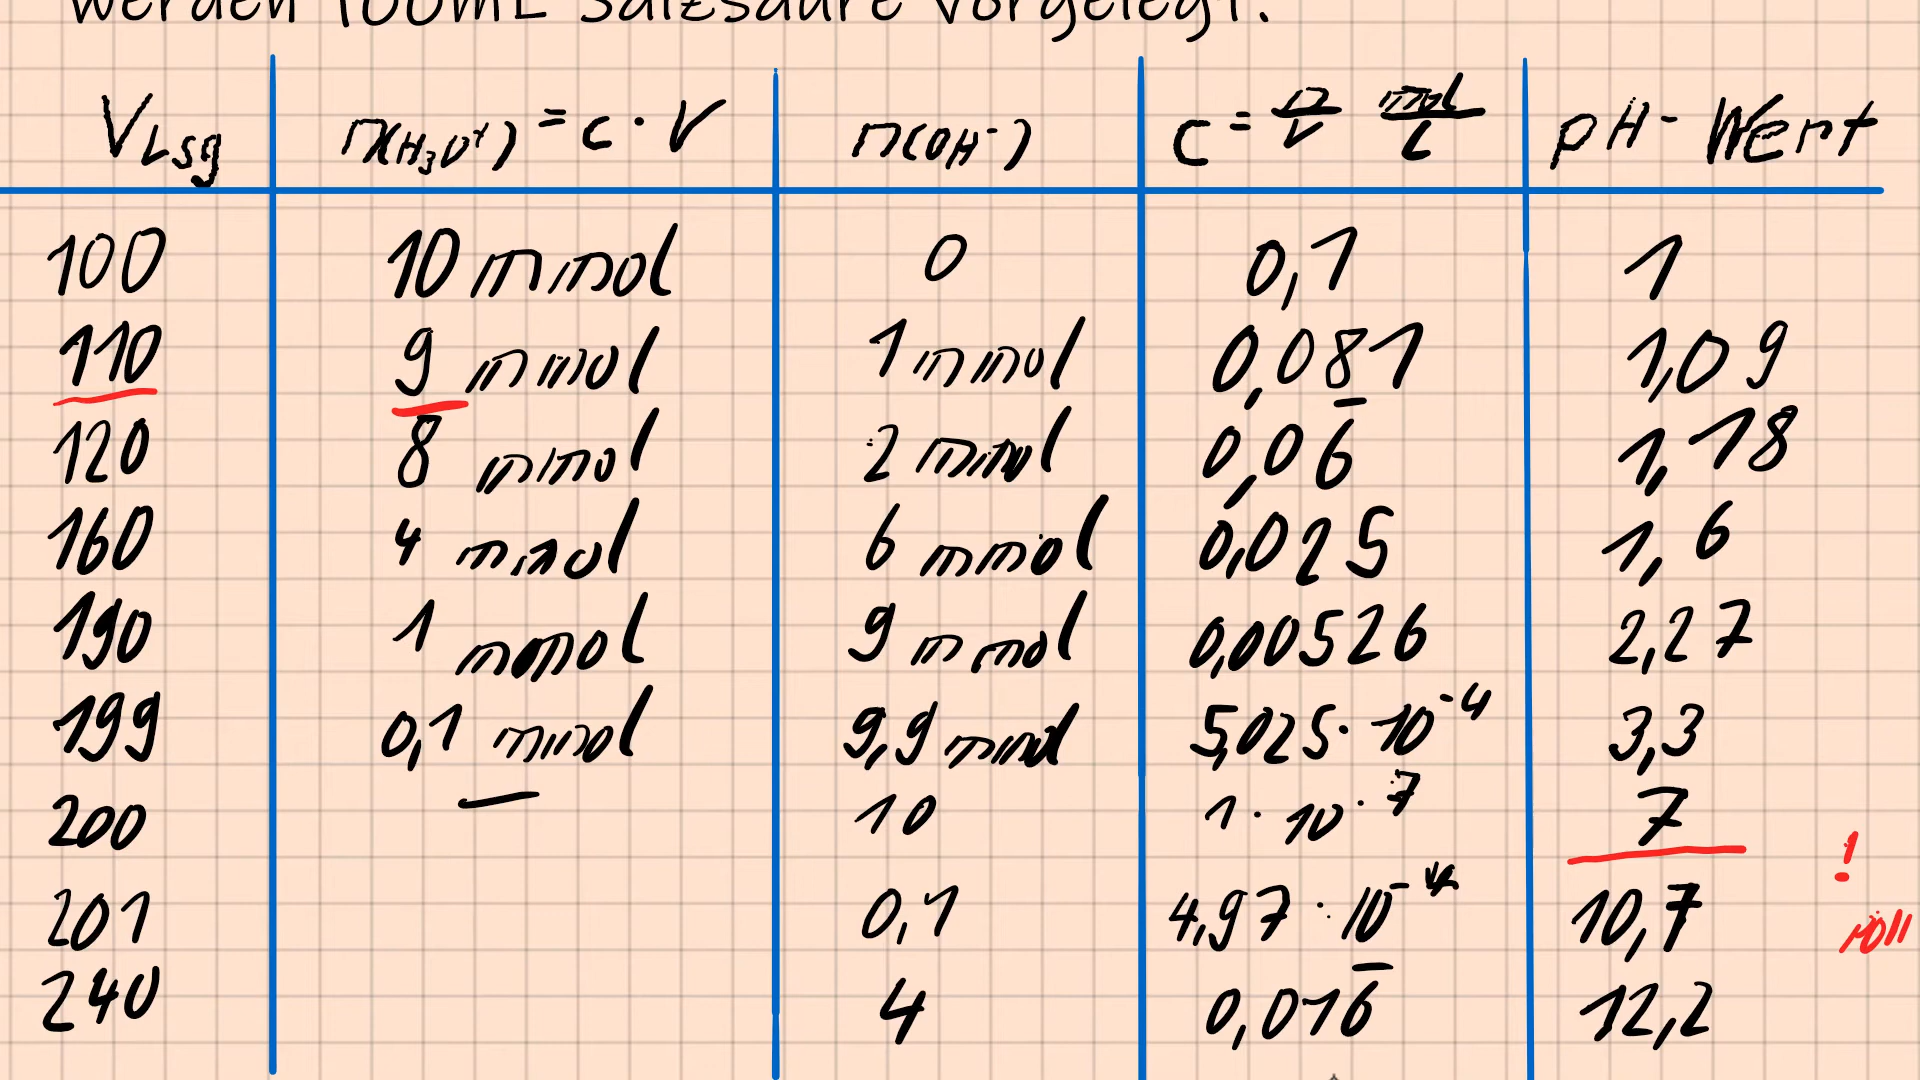 werden 100mL Salzsäure vorgelegt.
V_Lsg n(H₃O⁺) = c · V n(OH⁻) c = n/V mol/L pH-Wert
100 10 mmol 0 0,1 1
110 9 mmol 1 mmol 0,081 1,09
120 8 mmol 2 mmol 0,06̅ 1,18
160 4 mmol 6 mmol 0,025 1,6
190 1 mmol 9 mmol 0,00526 2,27
199 0,1 mmol 9,9 mmol 5,025 · 10⁻⁴ 3,3
200 — 10 1 · 10⁻⁷ 7 !
201 0,1 4,97 · 10⁻⁴ 10,7
240 4 0,016̅ 12,2